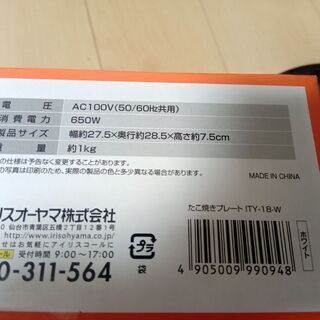 電 圧 AC100V(50/60Hz共用)
消費電力 650W
製品サイズ 幅約27.5×奥行約28.5×高さ約7.5cm
重 量 約1kg
の仕様は予告なく変更することがあります。
の写真は印刷のため、実際の製品の色と多少異なる場合があります。
MADE IN CHINA
リスオーヤマ株式会社
仙台市青葉区五橋2丁目12番1号
www.irisohyama.co.jp/
せはお気軽にアイリスコールに
受付時間 9:00〜17:00
0-311-564
袋
プラ
たこ焼きプレート ITY-18-W
ホワイト
4905009990948